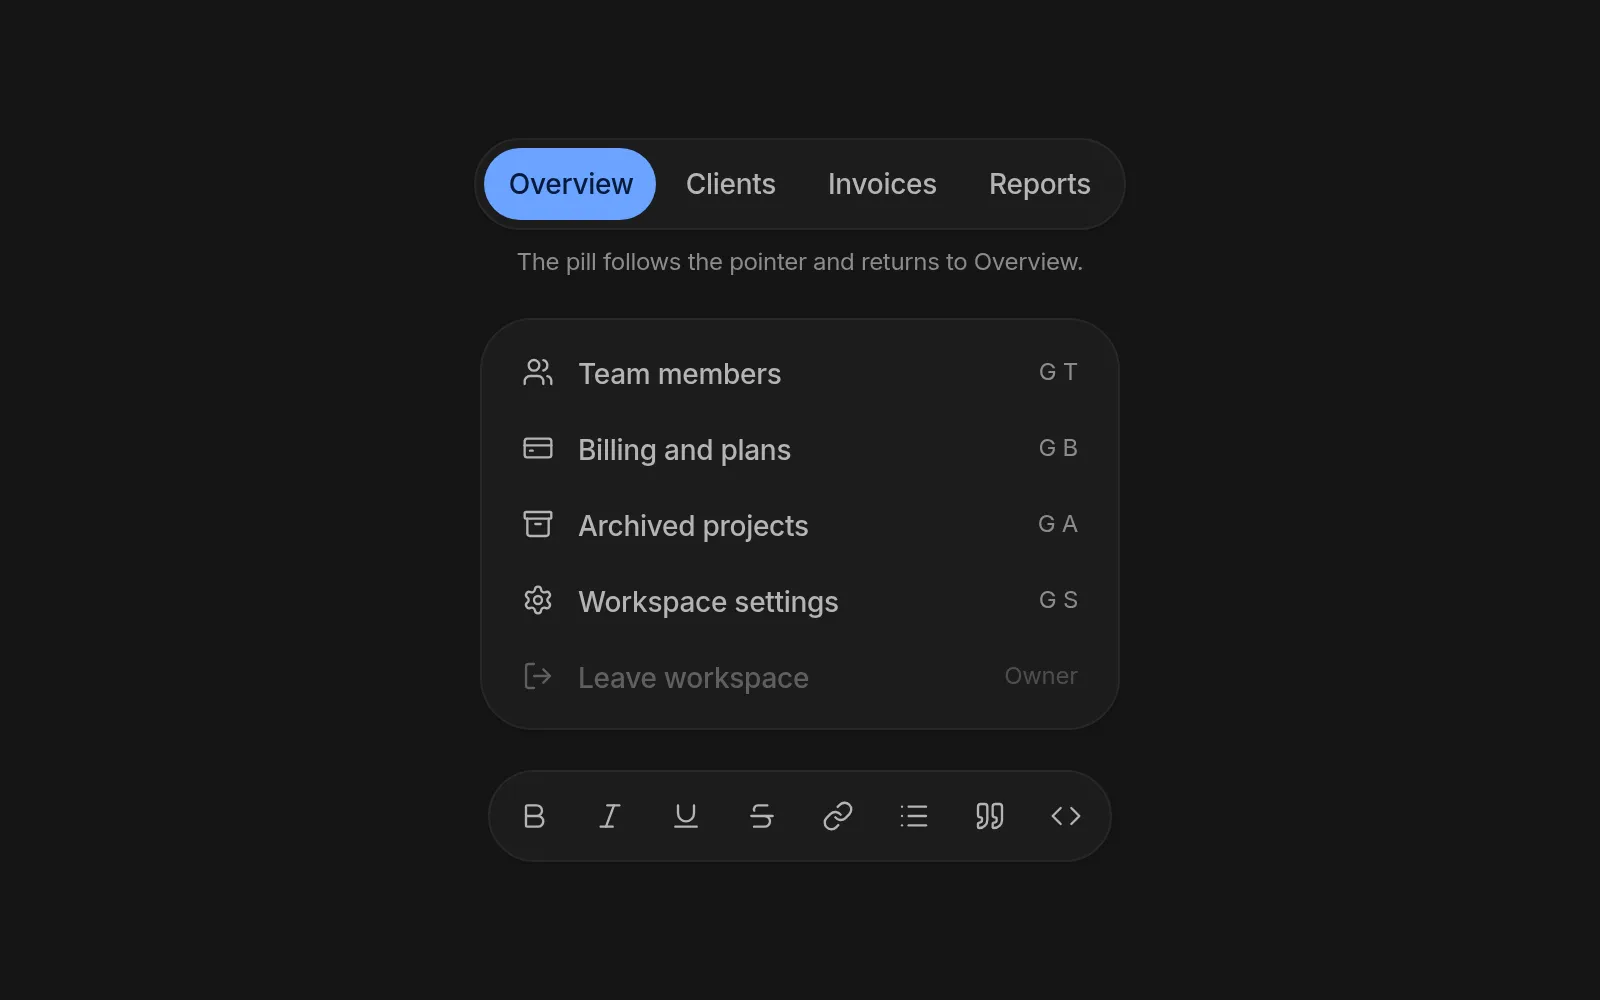 Overview Clients Invoices Reports
The pill follows the pointer and returns to Overview.
Team members G T
Billing and plans G B
Archived projects G A
Workspace settings G S
Leave workspace Owner